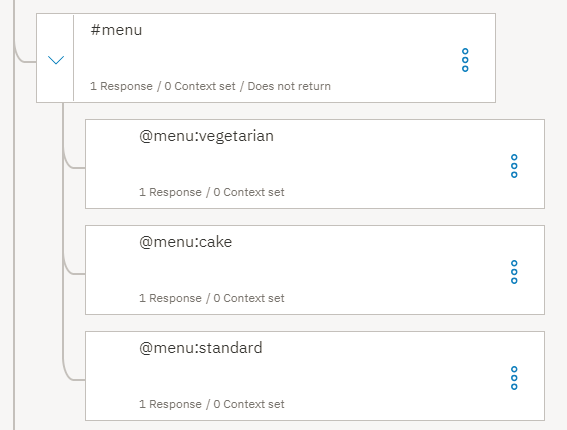 #menu
1 Response / 0 Context set / Does not return
@menu:vegetarian
1 Response / 0 Context set
@menu:cake
1 Response / 0 Context set
@menu:standard
1 Response / 0 Context set